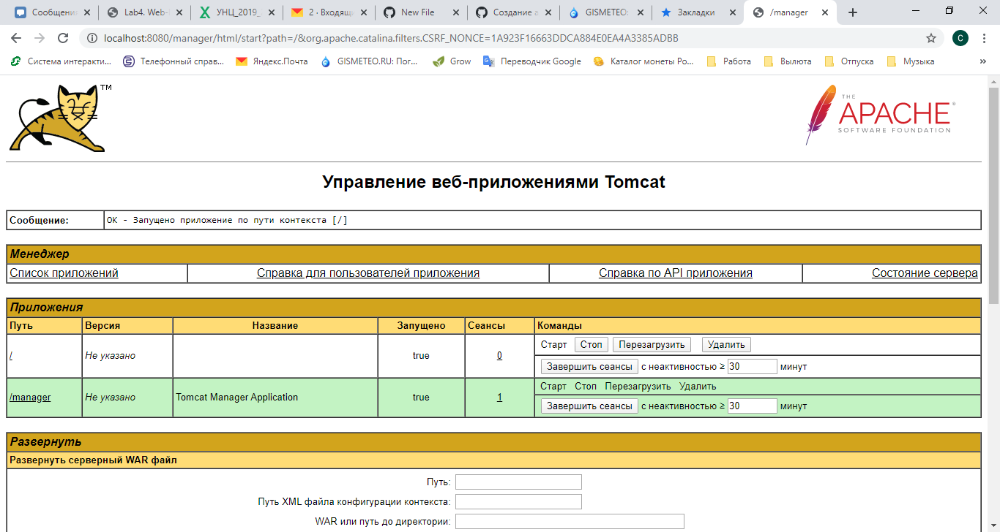 Сообщения
Lab4. Web-
УНЦ_2019_
2 · Входящи
New File
Создание а
GISMETEO:
Закладки
/manager
localhost:8080/manager/html/start?path=/&org.apache.catalina.filters.CSRF_NONCE=1A923F16663DDCA884E0EA4A3385ADBB
C
Система интеракти...
Телефонный справ...
Яндекс.Почта
GISMETEO.RU: Пог...
Grow
Переводчик Google
Каталог монеты Ро...
Работа
Вылюта
Отпуска
Музыка
»
TM
THE
APACHE®
SOFTWARE FOUNDATION
Управление веб-приложениями Tomcat
Сообщение: OK - Запущено приложение по пути контекста [/]
Менеджер
Список приложений Справка для пользователей приложения Справка по API приложения Состояние сервера
Приложения
Путь Версия Название Запущено Сеансы Команды
/ Не указано true 0 Старт Стоп Перезагрузить Удалить
Завершить сеансы с неактивностью ≥ 30 минут
/manager Не указано Tomcat Manager Application true 1 Старт Стоп Перезагрузить Удалить
Завершить сеансы с неактивностью ≥ 30 минут
Развернуть
Развернуть серверный WAR файл
Путь:
Путь XML файла конфигурации контекста:
WAR или путь до директории: